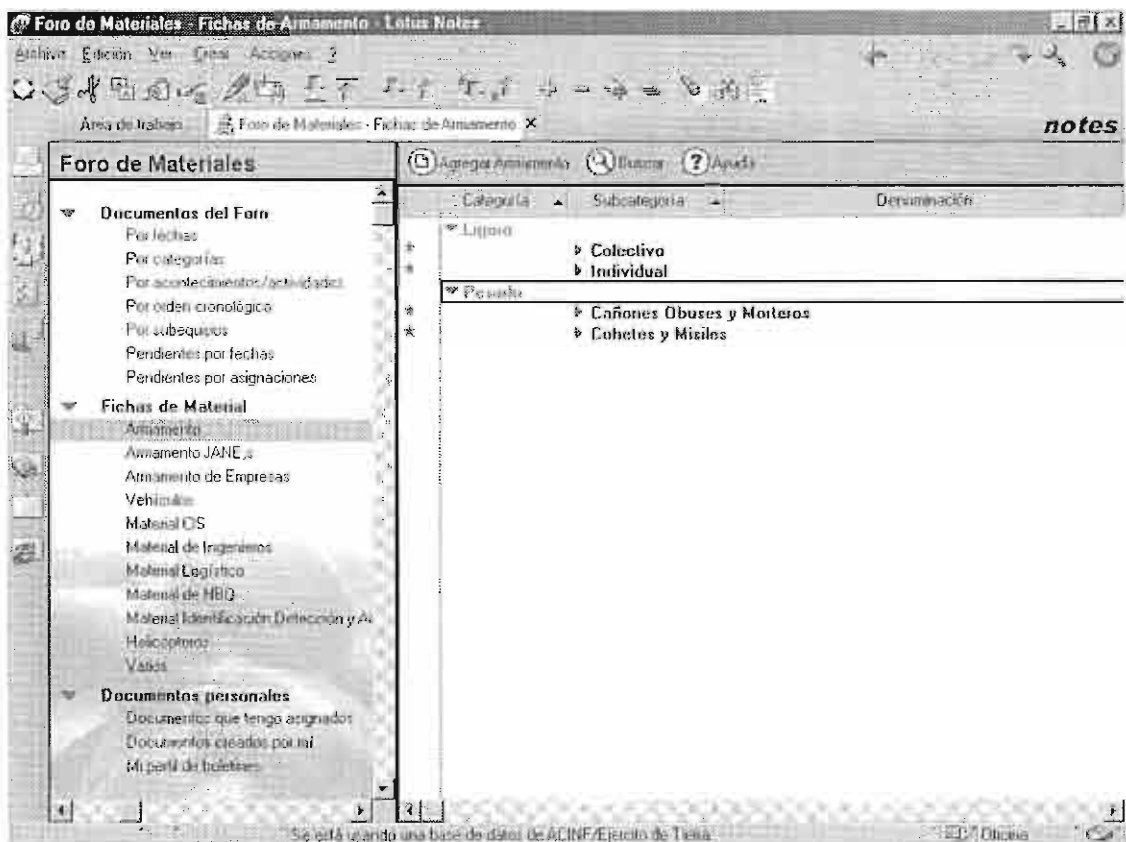 Foro de Materiales - Fichas de Armamento - Lotus Notes
Archivo Edición Ver Crear Acciones ?
Area de trabajo Foro de Materiales - Fichas de Armamento X
notes
Foro de Materiales
Agregar Armamento Buscar ? Ayuda
Categoría Subcategoría Denominación
Documentos del Foro
Por fechas
Por categorías
Por acontecimientos/actividades
Por orden cronológico
Por subequipos
Pendientes por fechas
Pendientes por asignaciones
Fichas de Material
Armamento
Armamento JANE,s
Armamento de Empresas
Vehículos
Material CIS
Material de Ingenieros
Material Logístico
Material de NBQ
Material Identificación Detección y A
Helicopteros
Varios
Documentos personales
Documentos que tengo asignados
Documentos creados por mí
Mi perfil de boletines
Ligero
Colectivo
Individual
Pesado
Cañones Obuses y Morteros
Cohetes y Misiles
Se está usando una base de datos de ACINF/Ejercito de Tierra
Oficina